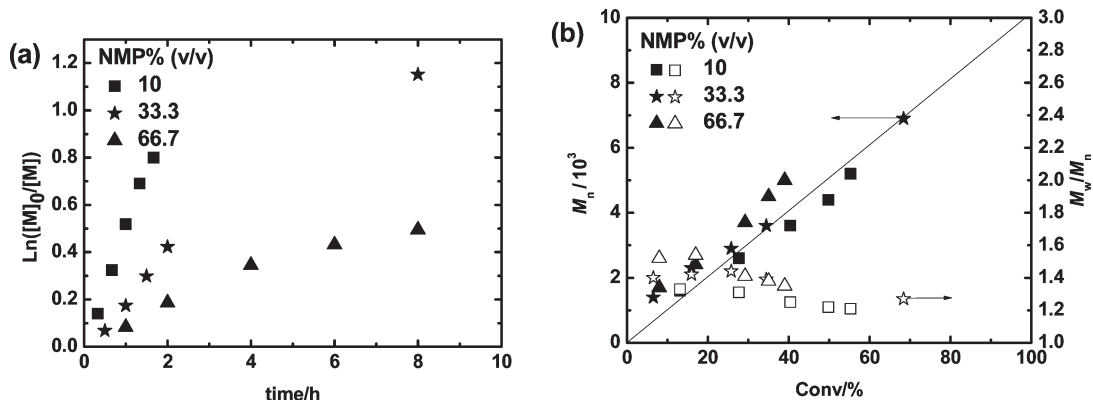 (a)
NMP% (v/v)
10
33.3
66.7
Ln([M]0/[M])
1.2
1.0
0.8
0.6
0.4
0.2
0.0
0 2 4 6 8 10
time/h
(b)
NMP% (v/v)
10
33.3
66.7
Mn / 10³
10
8
6
4
2
0
3.0
2.8
2.6
2.4
2.2
2.0
1.8
1.6
1.4
1.2
1.0
Mw/Mn
0 20 40 60 80 100
Conv/%